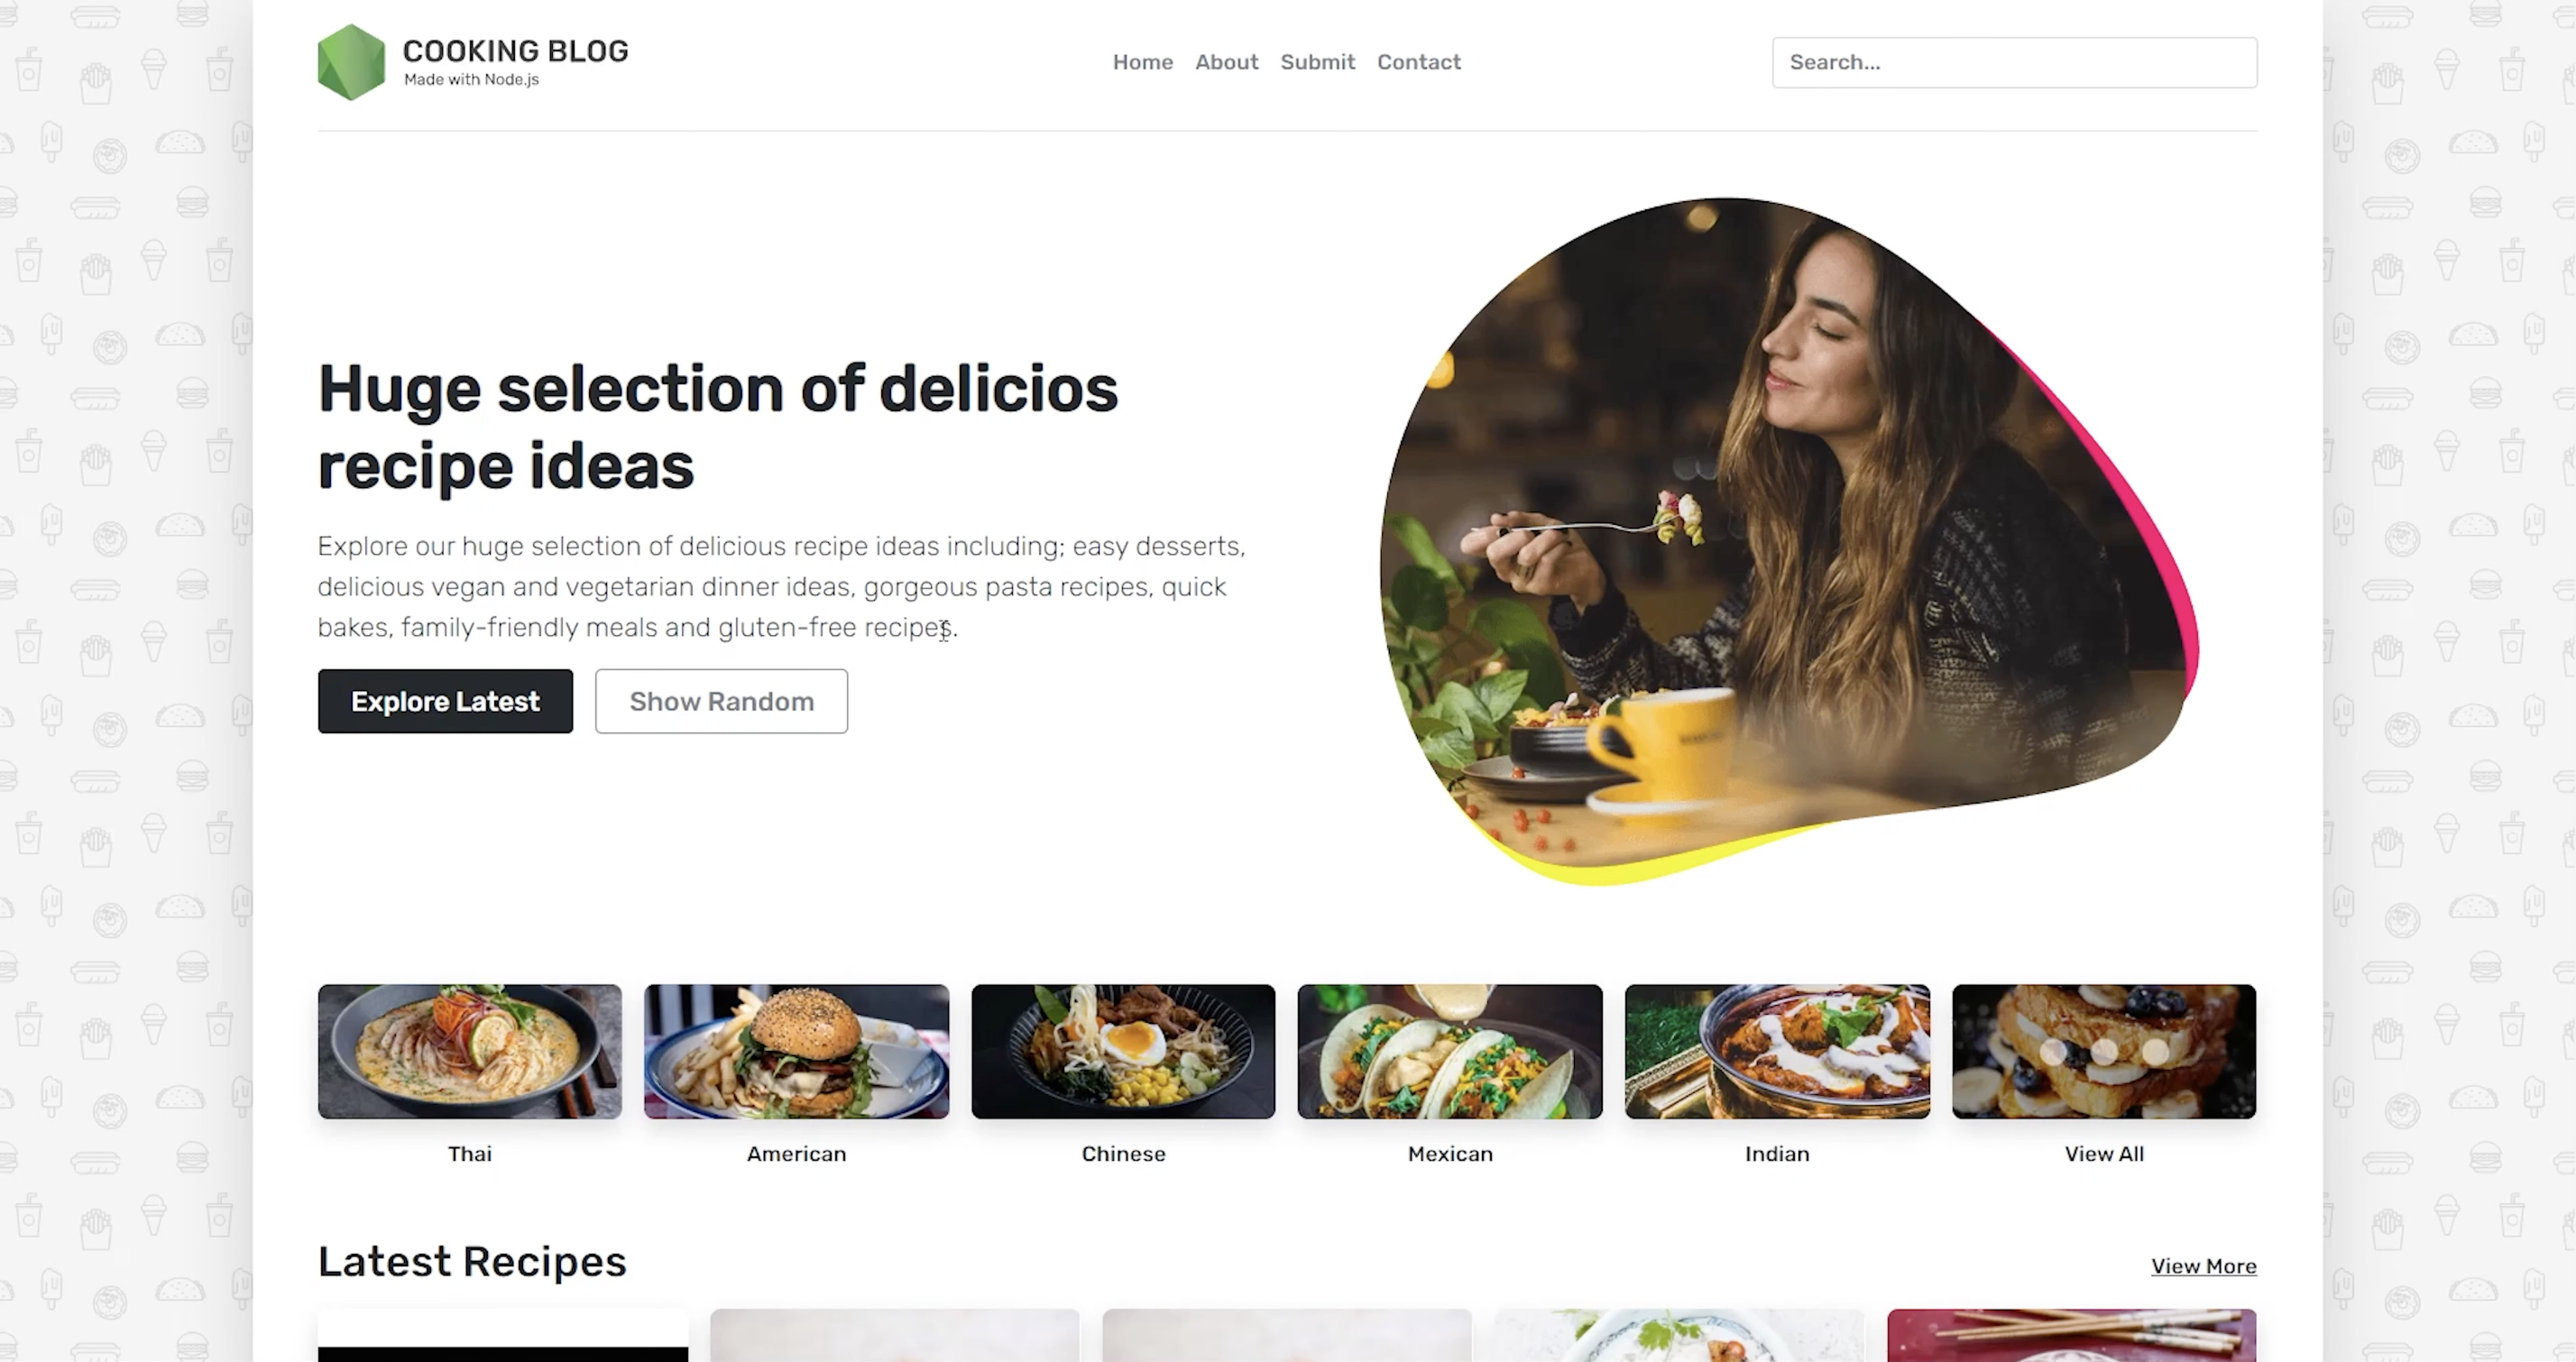 COOKING BLOG
Made with Node.js
Home About Submit Contact
Search...
Huge selection of delicios
recipe ideas
Explore our huge selection of delicious recipe ideas including; easy desserts,
delicious vegan and vegetarian dinner ideas, gorgeous pasta recipes, quick
bakes, family-friendly meals and gluten-free recipes.
Explore Latest Show Random
Thai American Chinese Mexican Indian View All
Latest Recipes View More